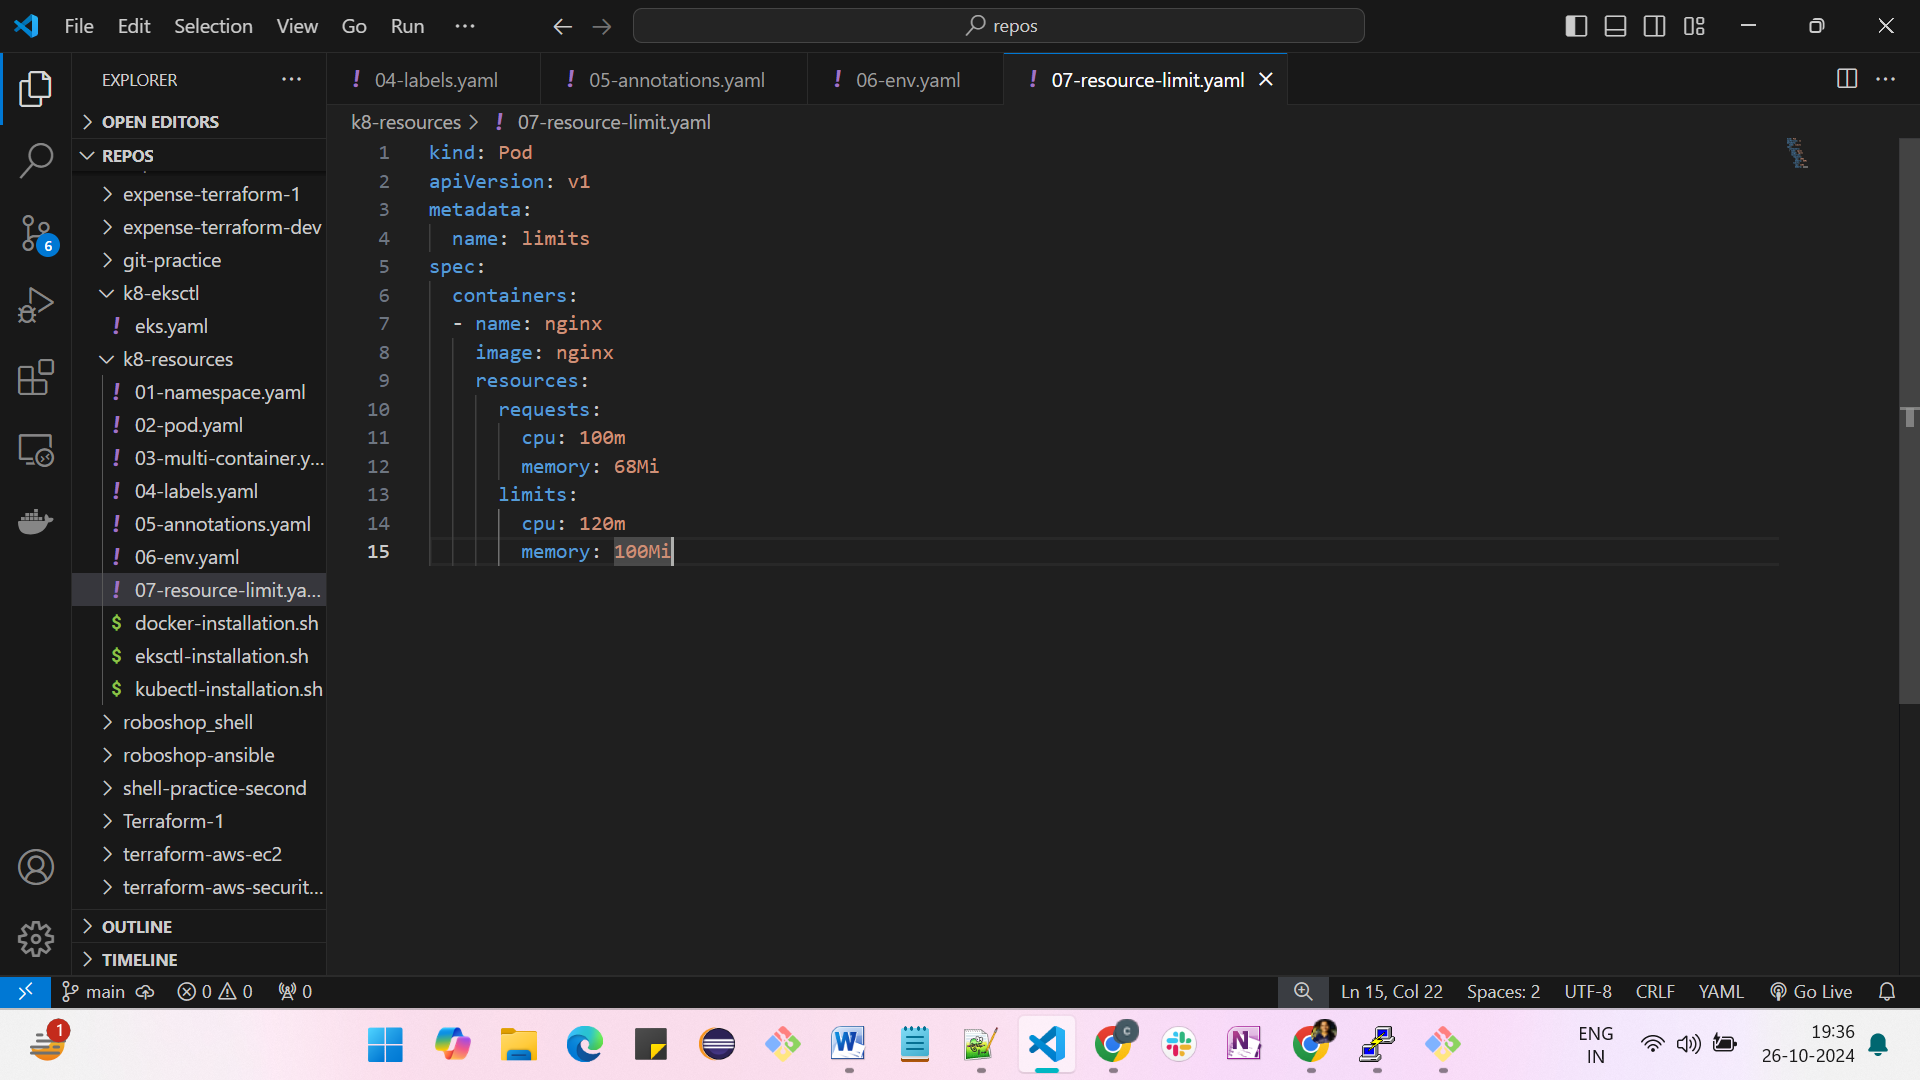 File Edit Selection View Go Run ···
repos
EXPLORER ···
OPEN EDITORS
REPOS
expense-terraform-1
expense-terraform-dev
git-practice
k8-eksctl
! eks.yaml
k8-resources
! 01-namespace.yaml
! 02-pod.yaml
! 03-multi-container.y...
! 04-labels.yaml
! 05-annotations.yaml
! 06-env.yaml
! 07-resource-limit.ya...
$ docker-installation.sh
$ eksctl-installation.sh
$ kubectl-installation.sh
roboshop_shell
roboshop-ansible
shell-practice-second
Terraform-1
terraform-aws-ec2
terraform-aws-securit...
OUTLINE
TIMELINE
6
! 04-labels.yaml ! 05-annotations.yaml ! 06-env.yaml ! 07-resource-limit.yaml
k8-resources > ! 07-resource-limit.yaml
1 kind: Pod
2 apiVersion: v1
3 metadata:
4 name: limits
5 spec:
6 containers:
7 - name: nginx
8 image: nginx
9 resources:
10 requests:
11 cpu: 100m
12 memory: 68Mi
13 limits:
14 cpu: 120m
15 memory: 100Mi
main 0 0 0 Ln 15, Col 22 Spaces: 2 UTF-8 CRLF YAML Go Live
1
W
N
C
ENG
IN
19:36
26-10-2024